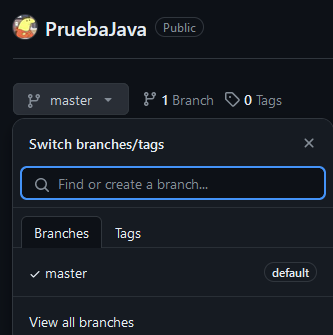 PruebaJava Public
master 1 Branch 0 Tags
Switch branches/tags
Find or create a branch...
Branches Tags
master default
View all branches